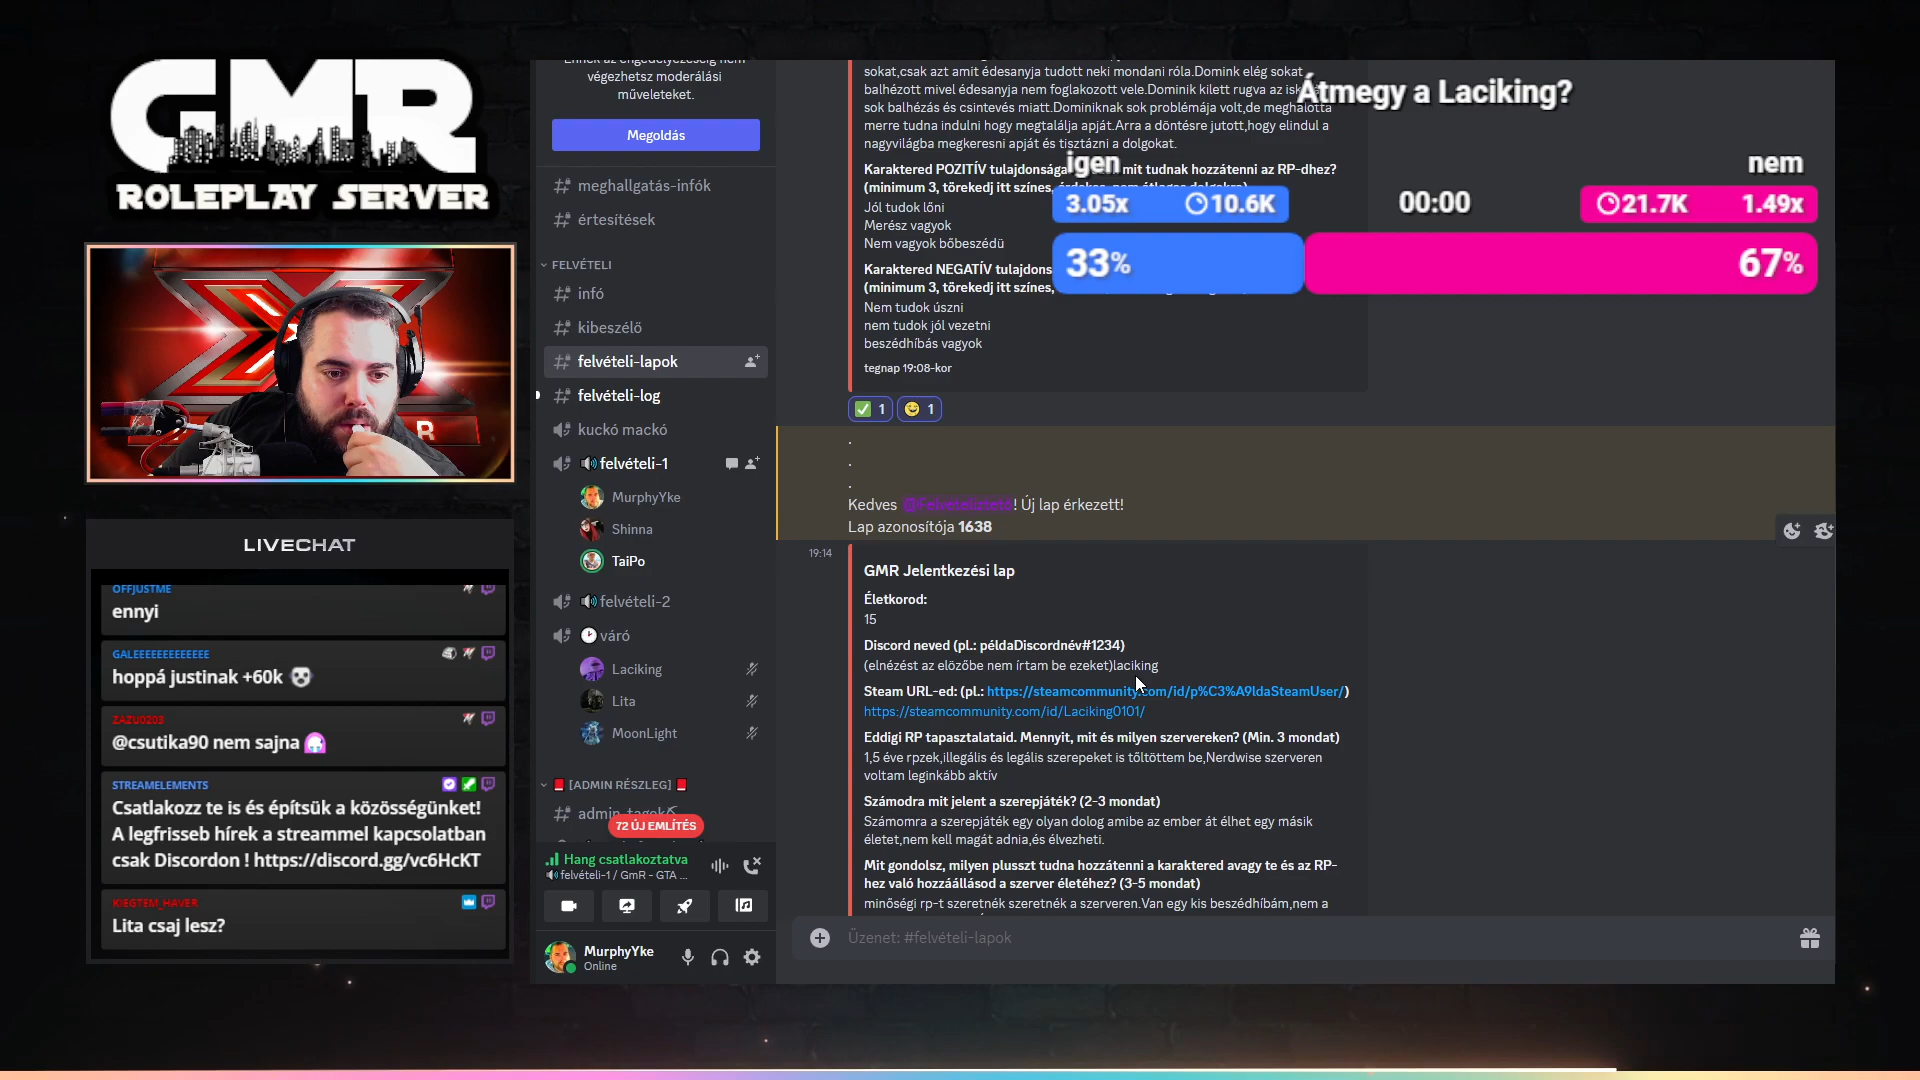 GMR
ROLEPLAY SERVER
R
LIVECHAT
OFFJUSTME
ennyi
GALEEEEEEEEEEEEE
hoppá justinak +60k
ZAZU0203
@csutika90 nem sajna
STREAMELEMENTS
Csatlakozz te is és építsük a közösségünket!
A legfrisseb hírek a streammel kapcsolatban
csak Discordon ! https://discord.gg/vc6HcKT
KIEGTEM_HAVER
Lita csaj lesz?
Ennek az engedélyezéséig nem
végezhetsz moderálási
műveleteket.
Megoldás
meghallgatás-infók
értesítések
FELVÉTELI
infó
kibeszélő
felvételi-lapok
felvételi-log
kuckó mackó
felvételi-1
MurphyYke
Shinna
TaiPo
felvételi-2
váró
Laciking
Lita
MoonLight
[ADMIN RÉSZLEG]
72 ÚJ EMLÍTÉS
Hang csatlakoztatva
felvételi-1 / GmR - GTA ...
MurphyYke
Online
sokat,csak azt amit édesanyja tudott neki mondani róla.Domink elég sokat
balhézott mivel édesanyja nem foglakozott vele.Dominik kilett rugva az
sok balhézás és csintevés miatt.Dominiknak sok problémája volt,de meghalotta
merre tudna indulni hogy megtalálja apját.Arra a döntésre jutott,hogy elindul a
nagyvilágba megkeresni apját és tisztázni a dolgokat.
Karaktered POZITÍV mit tudnak hozzátenni az RP-dhez?
(minimum 3, törekedj itt színes,
Jól tudok lőni
Merész vagyok
Nem vagyok bőbeszédü
Karaktered NEGATÍV
(minimum 3, törekedj itt színes,
Nem tudok úszni
nem tudok jól vezetni
beszédhíbás vagyok
tegnap 19:08-kor
1 1
.
.
.
Kedves @Felvételiztető! Új lap érkezett!
Lap azonosítója 1638
19:14
GMR Jelentkezési lap
Életkorod:
15
Discord neved (pl.: példaDiscordnév#1234)
(elnézést az elözőbe nem írtam be ezeket)laciking
Steam URL-ed: (pl.: https://steamcommunity.com/id/p%C3%A9ldaSteamUser/)
https://steamcommunity.com/id/Laciking0101/
Eddigi RP tapasztalataid. Mennyit, mit és milyen szervereken? (Min. 3 mondat)
1,5 éve rpzek,illegális és legális szerepeket is tőltöttem be,Nerdwise szerveren
voltam leginkább aktív
Számodra mit jelent a szerepjáték? (2-3 mondat)
Számomra a szerepjáték egy olyan dolog amibe az ember át élhet egy másik
életet,nem kell magát adnia,és élvezheti.
Mit gondolsz, milyen plusszt tudna hozzátenni a karaktered avagy te és az RP-
hez való hozzáállásod a szerver életéhez? (3-5 mondat)
minőségi rp-t szeretnék szeretnék a szerveren.Van egy kis beszédhíbám,nem a
Üzenet: #felvételi-lapok
Átmegy a Laciking?
igen
nem
3.05x 10.6K
00:00
21.7K 1.49x
33%
67%